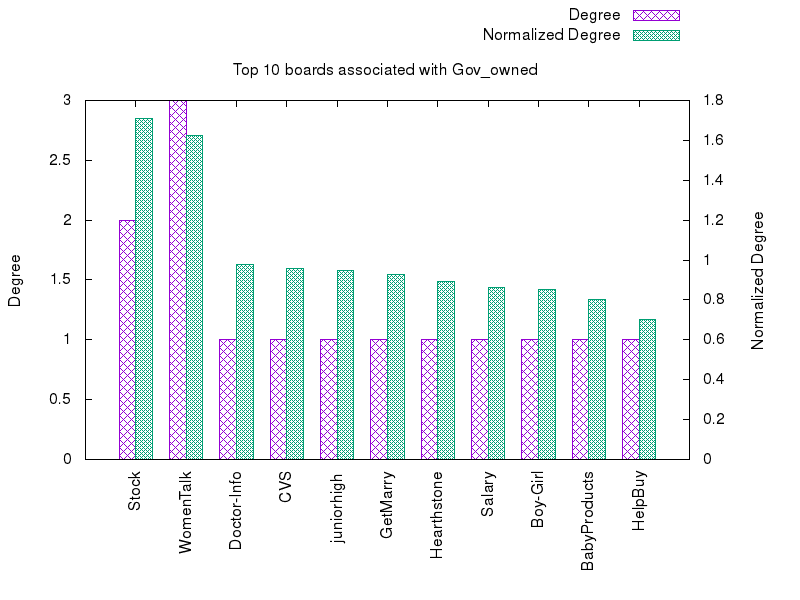 Degree
Normalized Degree
Top 10 boards associated with Gov_owned
3
2.5
2
1.5
1
0.5
0
1.8
1.6
1.4
1.2
1
0.8
0.6
0.4
0.2
0
Degree
Normalized Degree
Stock
WomenTalk
Doctor-Info
CVS
juniorhigh
GetMarry
Hearthstone
Salary
Boy-Girl
BabyProducts
HelpBuy